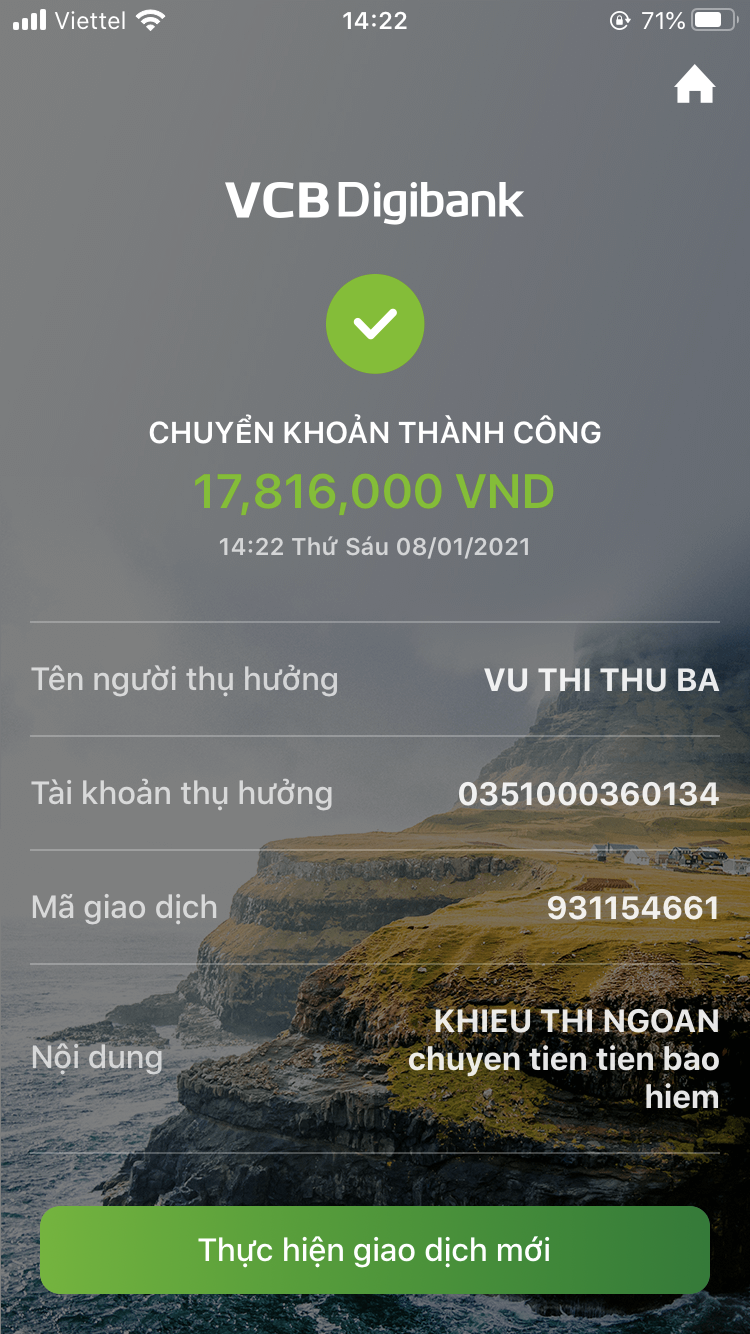 Viettel 14:22 71%
VCB Digibank
CHUYỂN KHOẢN THÀNH CÔNG
17,816,000 VND
14:22 Thứ Sáu 08/01/2021
Tên người thụ hưởng VU THI THU BA
Tài khoản thụ hưởng 0351000360134
Mã giao dịch 931154661
Nội dung KHIEU THI NGOAN
chuyen tien tien bao
hiem
Thực hiện giao dịch mới